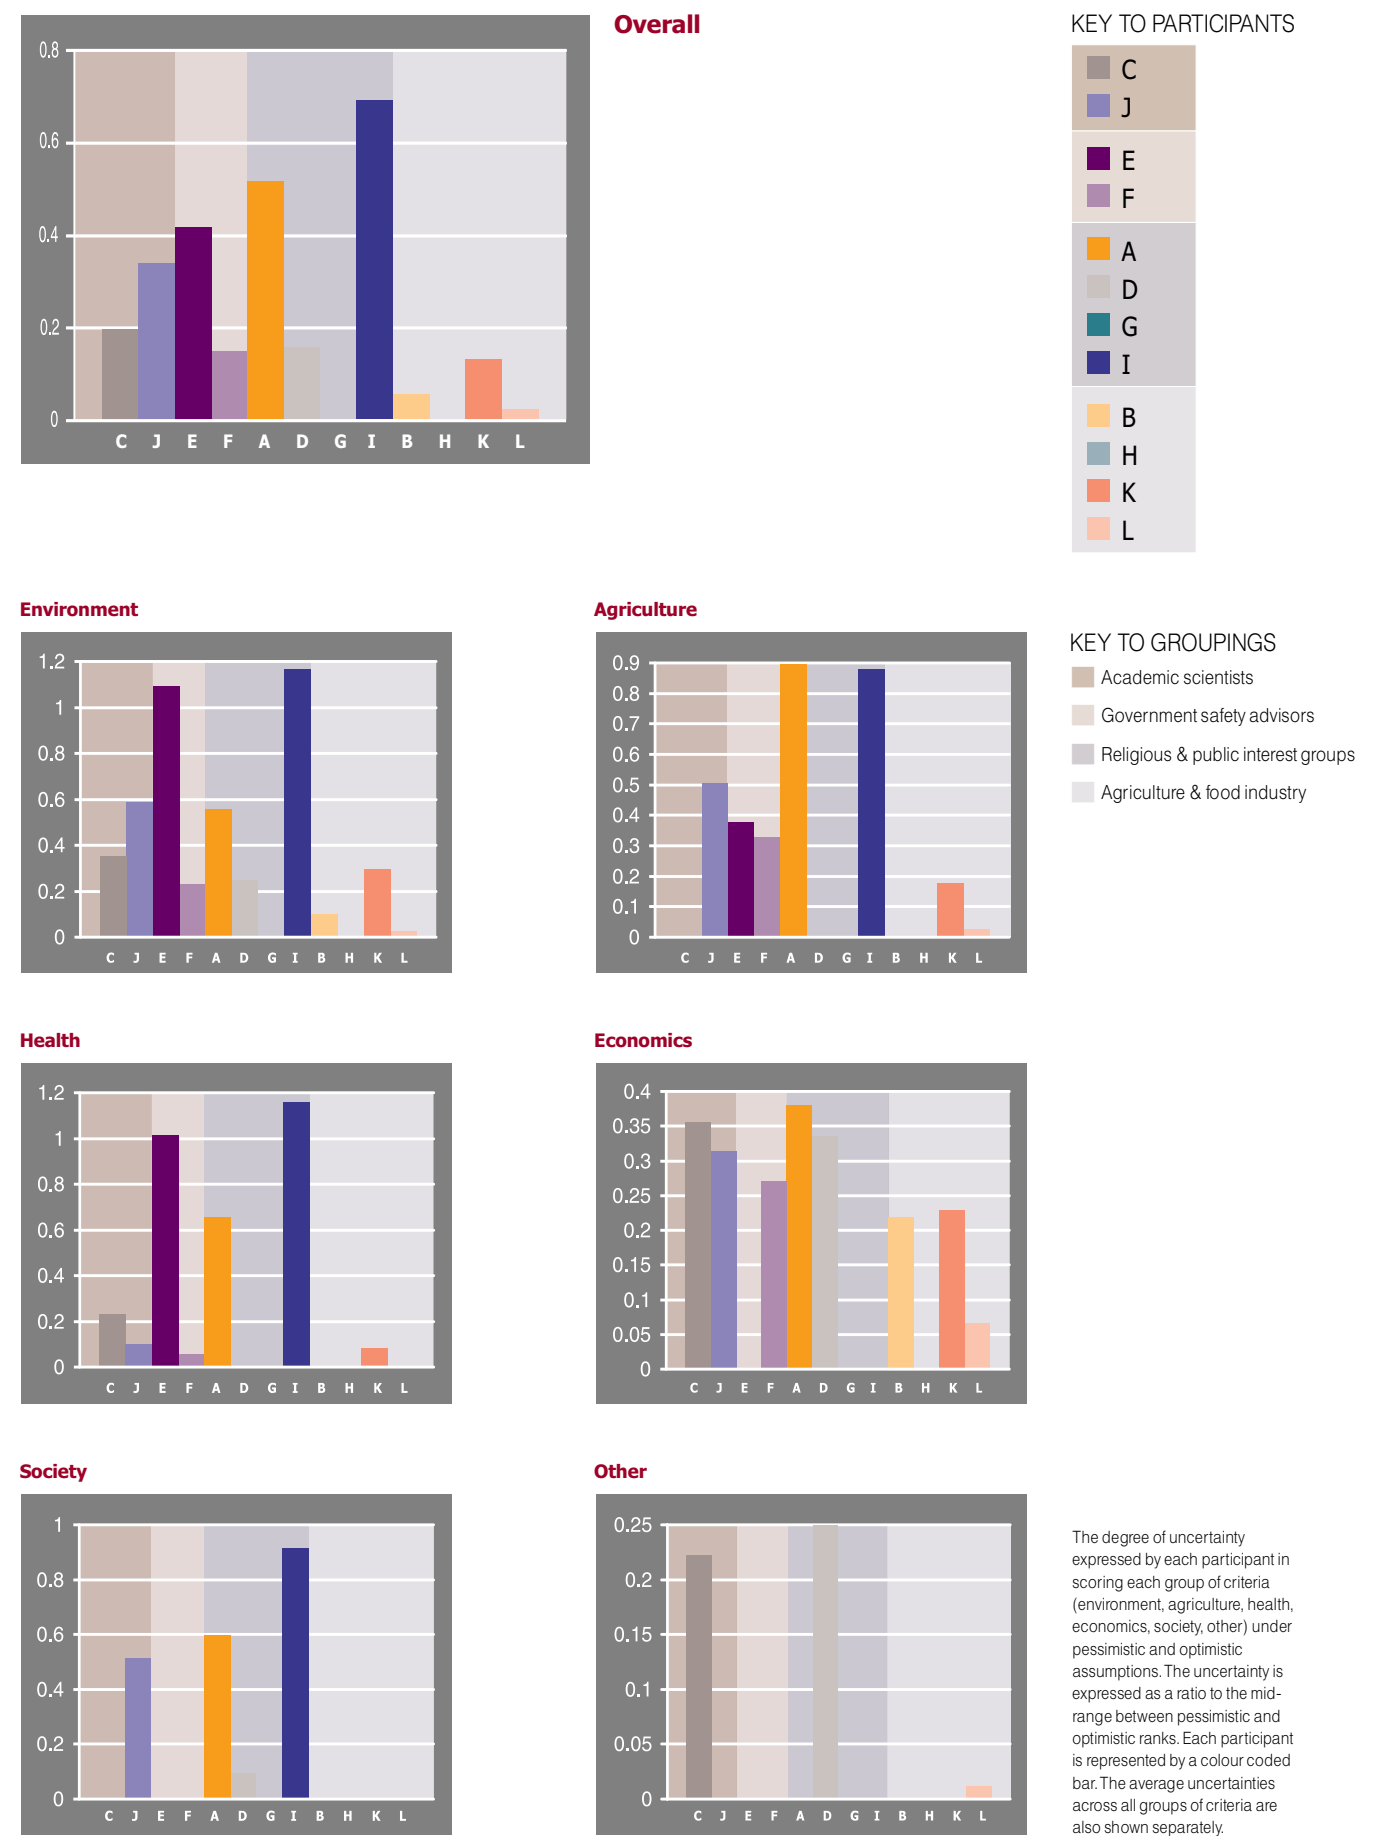 Overall
0.8
0.6
0.4
0.2
0
C J E F A D G I B H K L
KEY TO PARTICIPANTS
C
J
E
F
A
D
G
I
B
H
K
L
Environment
1.2
1
0.8
0.6
0.4
0.2
0
C J E F A D G I B H K L
Agriculture
0.9
0.8
0.7
0.6
0.5
0.4
0.3
0.2
0.1
0
C J E F A D G I B H K L
KEY TO GROUPINGS
Academic scientists
Government safety advisors
Religious & public interest groups
Agriculture & food industry
Health
1.2
1
0.8
0.6
0.4
0.2
0
C J E F A D G I B H K L
Economics
0.4
0.35
0.3
0.25
0.2
0.15
0.1
0.05
0
C J E F A D G I B H K L
Society
1
0.8
0.6
0.4
0.2
0
C J E F A D G I B H K L
Other
0.25
0.2
0.15
0.1
0.05
0
C J E F A D G I B H K L
The degree of uncertainty
expressed by each participant in
scoring each group of criteria
(environment, agriculture, health,
economics, society, other) under
pessimistic and optimistic
assumptions. The uncertainty is
expressed as a ratio to the mid-
range between pessimistic and
optimistic ranks. Each participant
is represented by a colour coded
bar. The average uncertainties
across all groups of criteria are
also shown separately.